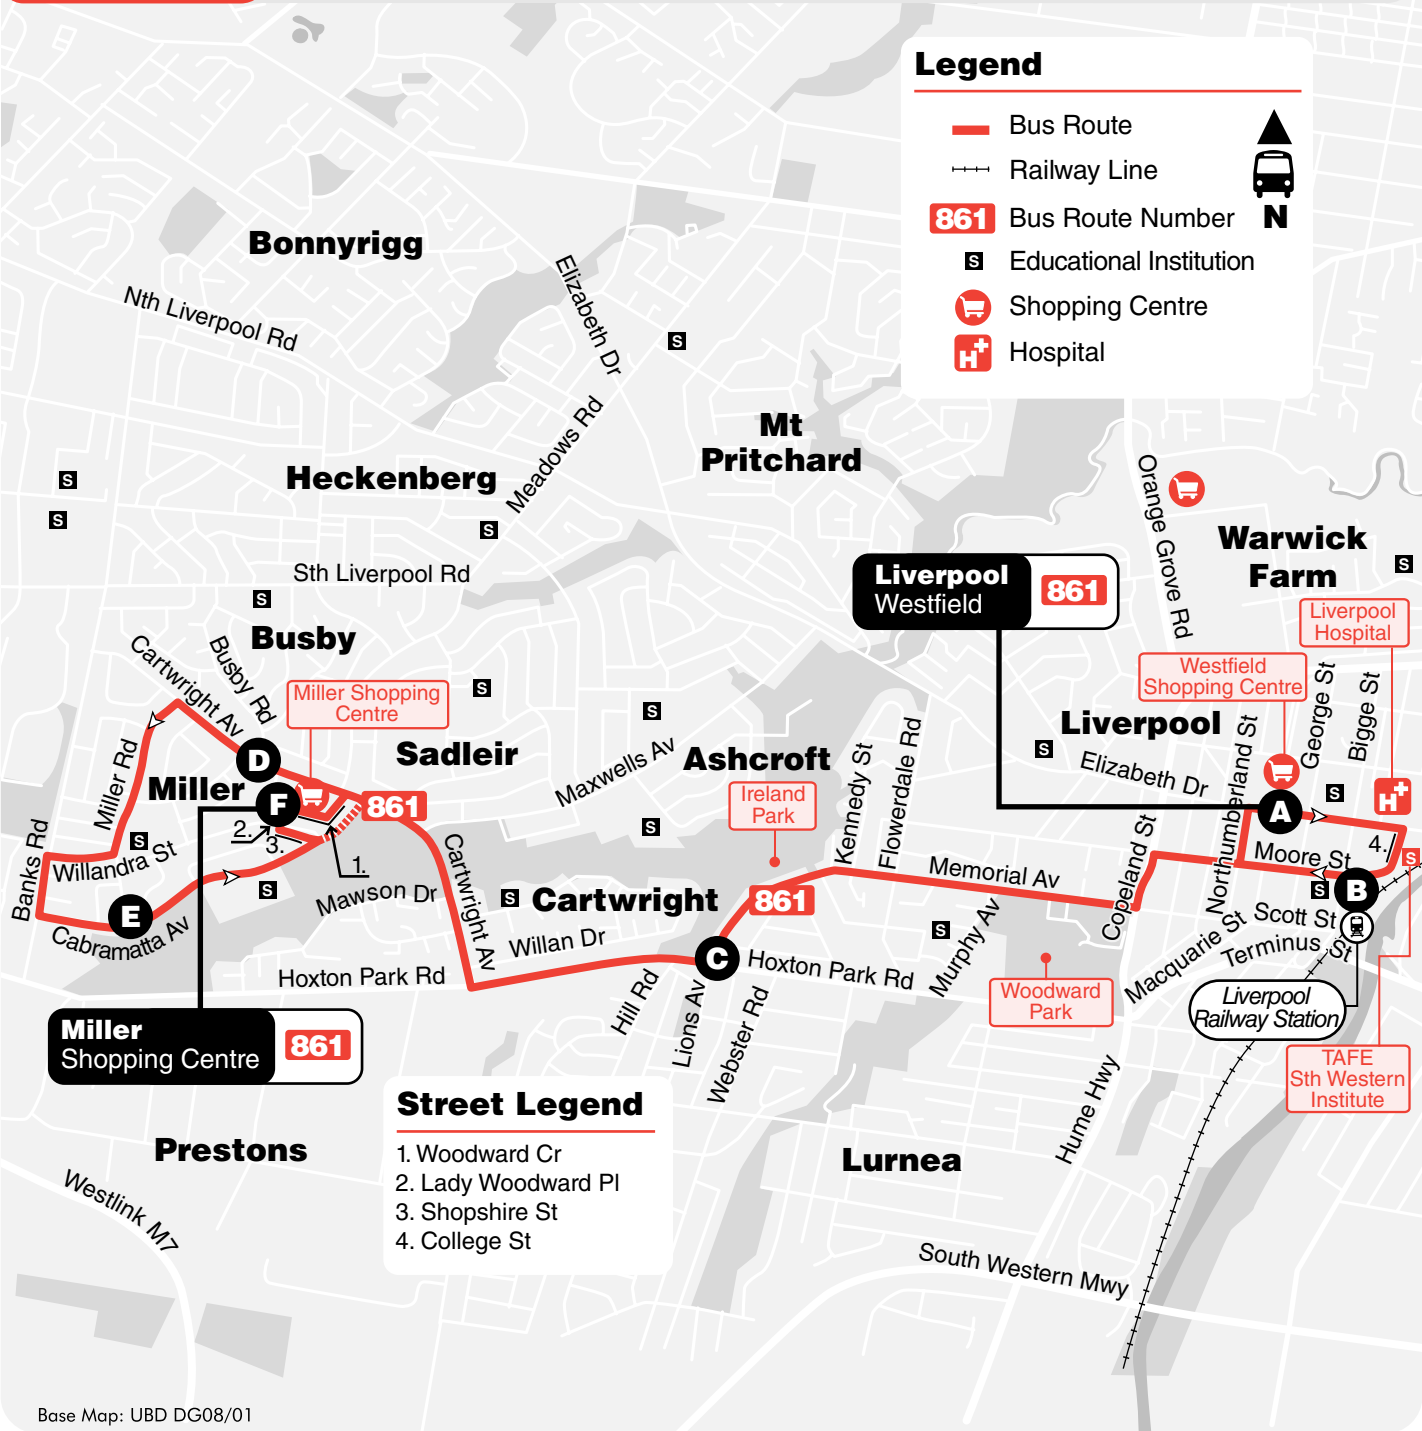 Legend
Bus Route
Railway Line
861 Bus Route Number
N
S Educational Institution
Shopping Centre
H Hospital
Bonnyrigg
Nth Liverpool Rd
Elizabeth Dr
S
Meadows Rd
Mt
Pritchard
Heckenberg
S
S
S
Sth Liverpool Rd
Orange Grove Rd
Warwick
Farm
S
Liverpool
Westfield
861
Liverpool
Hospital
S
Busby
Cartwright Av
Busby Rd
Miller Shopping
Centre
S
S
Westfield
Shopping Centre
George St
Bigge St
Liverpool
S
Elizabeth Dr
Northumberland St
Sadleir
Maxwells Av
Ashcroft
Ireland
Park
Kennedy St
Flowerdale Rd
D
Miller
F
861
Miller Rd
2.
3.
1.
S
Willandra St
Banks Rd
E
Cabramatta Av
S
Mawson Dr
Cartwright Av
S
S
Cartwright
861
Willan Dr
Hoxton Park Rd
C
Hoxton Park Rd
Memorial Av
Copeland St
S
Murphy Av
Woodward
Park
A
S
H
4.
S
Moore St
S
B
Scott St
Macquarie St
Terminus St
Liverpool
Railway Station
TAFE
Sth Western
Institute
Hill Rd
Lions Av
Webster Rd
Hume Hwy
Miller
Shopping Centre
861
Street Legend
1. Woodward Cr
2. Lady Woodward Pl
3. Shopshire St
4. College St
Prestons
Westlink M7
Lurnea
South Western Mwy
Base Map: UBD DG08/01